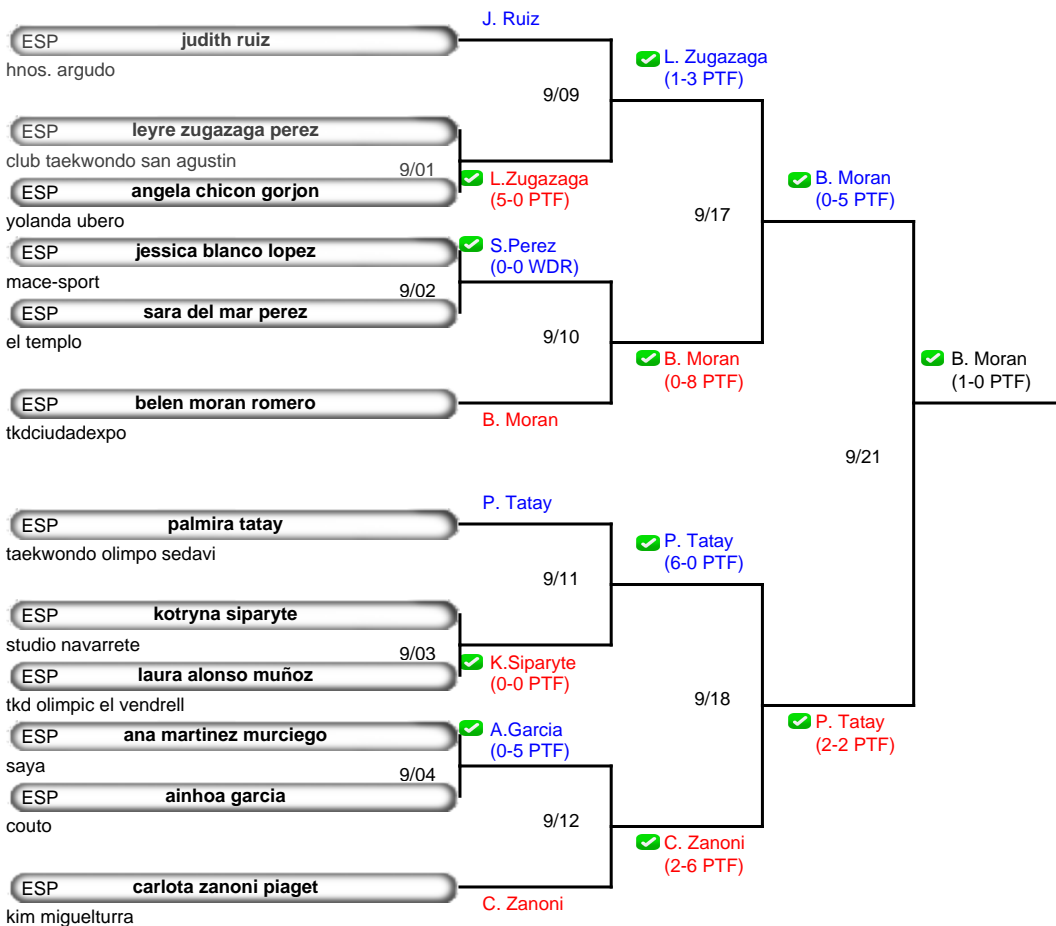 J. Ruiz
ESP judith ruiz
hnos. argudo
L. Zugazaga
(1-3 PTF)
9/09
ESP leyre zugazaga perez
club taekwondo san agustin
9/01
ESP angela chicon gorjon
yolanda ubero
L.Zugazaga
(5-0 PTF)
B. Moran
(0-5 PTF)
9/17
ESP jessica blanco lopez
mace-sport
S.Perez
(0-0 WDR)
9/02
ESP sara del mar perez
el templo
9/10
B. Moran
(0-8 PTF)
B. Moran
(1-0 PTF)
ESP belen moran romero
tkdciudadexpo
B. Moran
9/21
P. Tatay
ESP palmira tatay
taekwondo olimpo sedavi
P. Tatay
(6-0 PTF)
9/11
ESP kotryna siparyte
studio navarrete
9/03
ESP laura alonso muñoz
tkd olimpic el vendrell
K.Siparyte
(0-0 PTF)
9/18
P. Tatay
(2-2 PTF)
ESP ana martinez murciego
saya
A.Garcia
(0-5 PTF)
9/04
ESP ainhoa garcia
couto
9/12
C. Zanoni
(2-6 PTF)
ESP carlota zanoni piaget
kim miguelturra
C. Zanoni